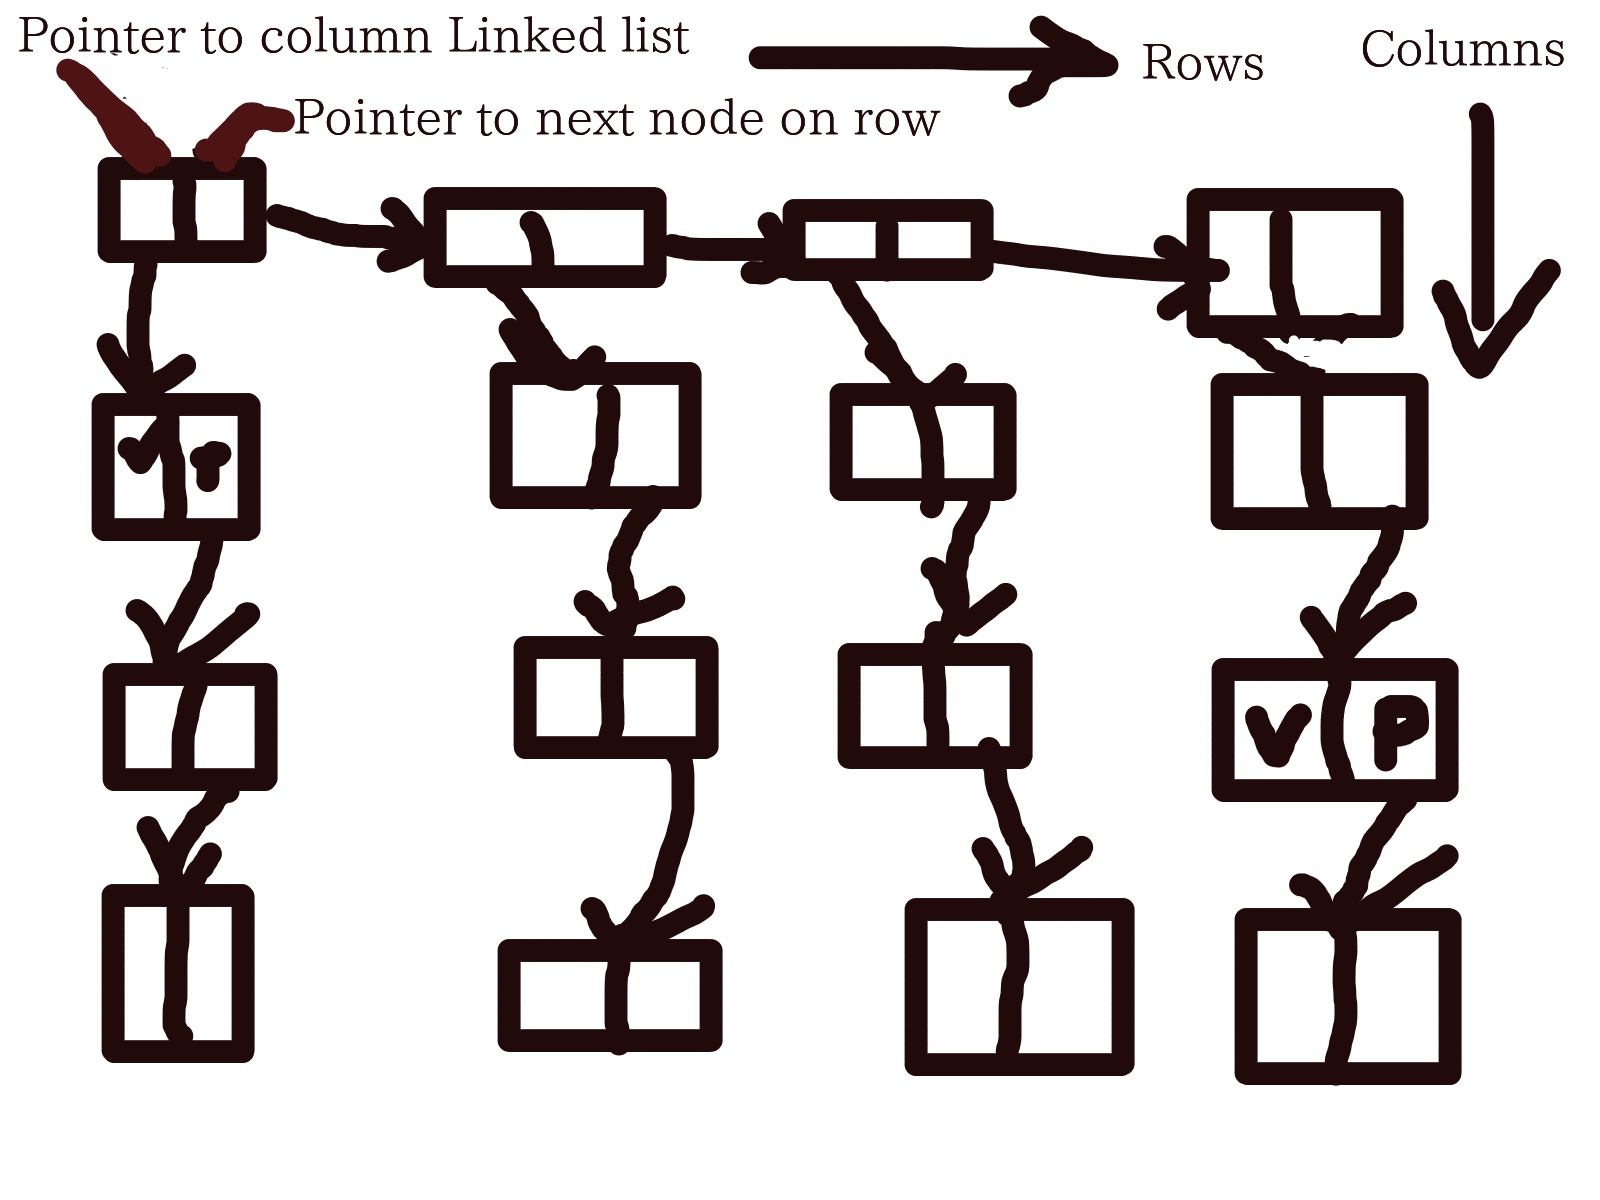 Pointer to column Linked list
Rows
Columns
Pointer to next node on row
v r
V P